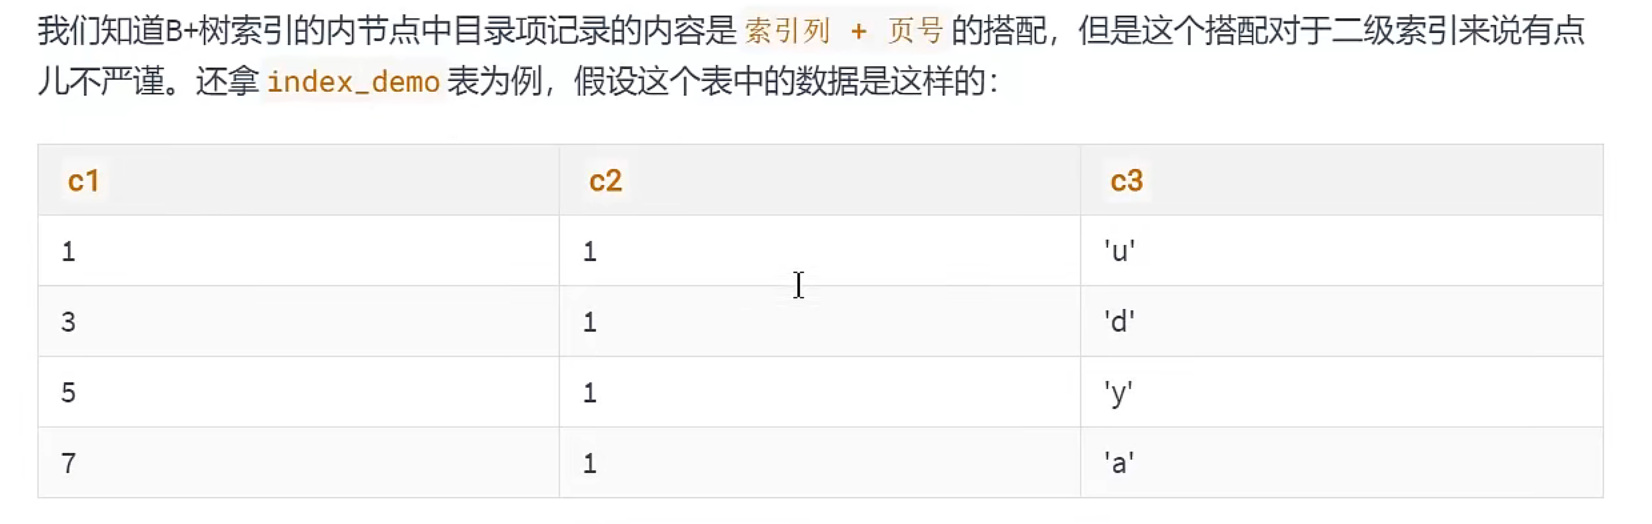 我们知道B+树索引的内节点中目录项记录的内容是 索引列 + 页号 的搭配，但是这个搭配对于二级索引来说有点
儿不严谨。还拿 index_demo 表为例，假设这个表中的数据是这样的：
c1 c2 c3
1 1 'u'
3 1 'd'
5 1 'y'
7 1 'a'